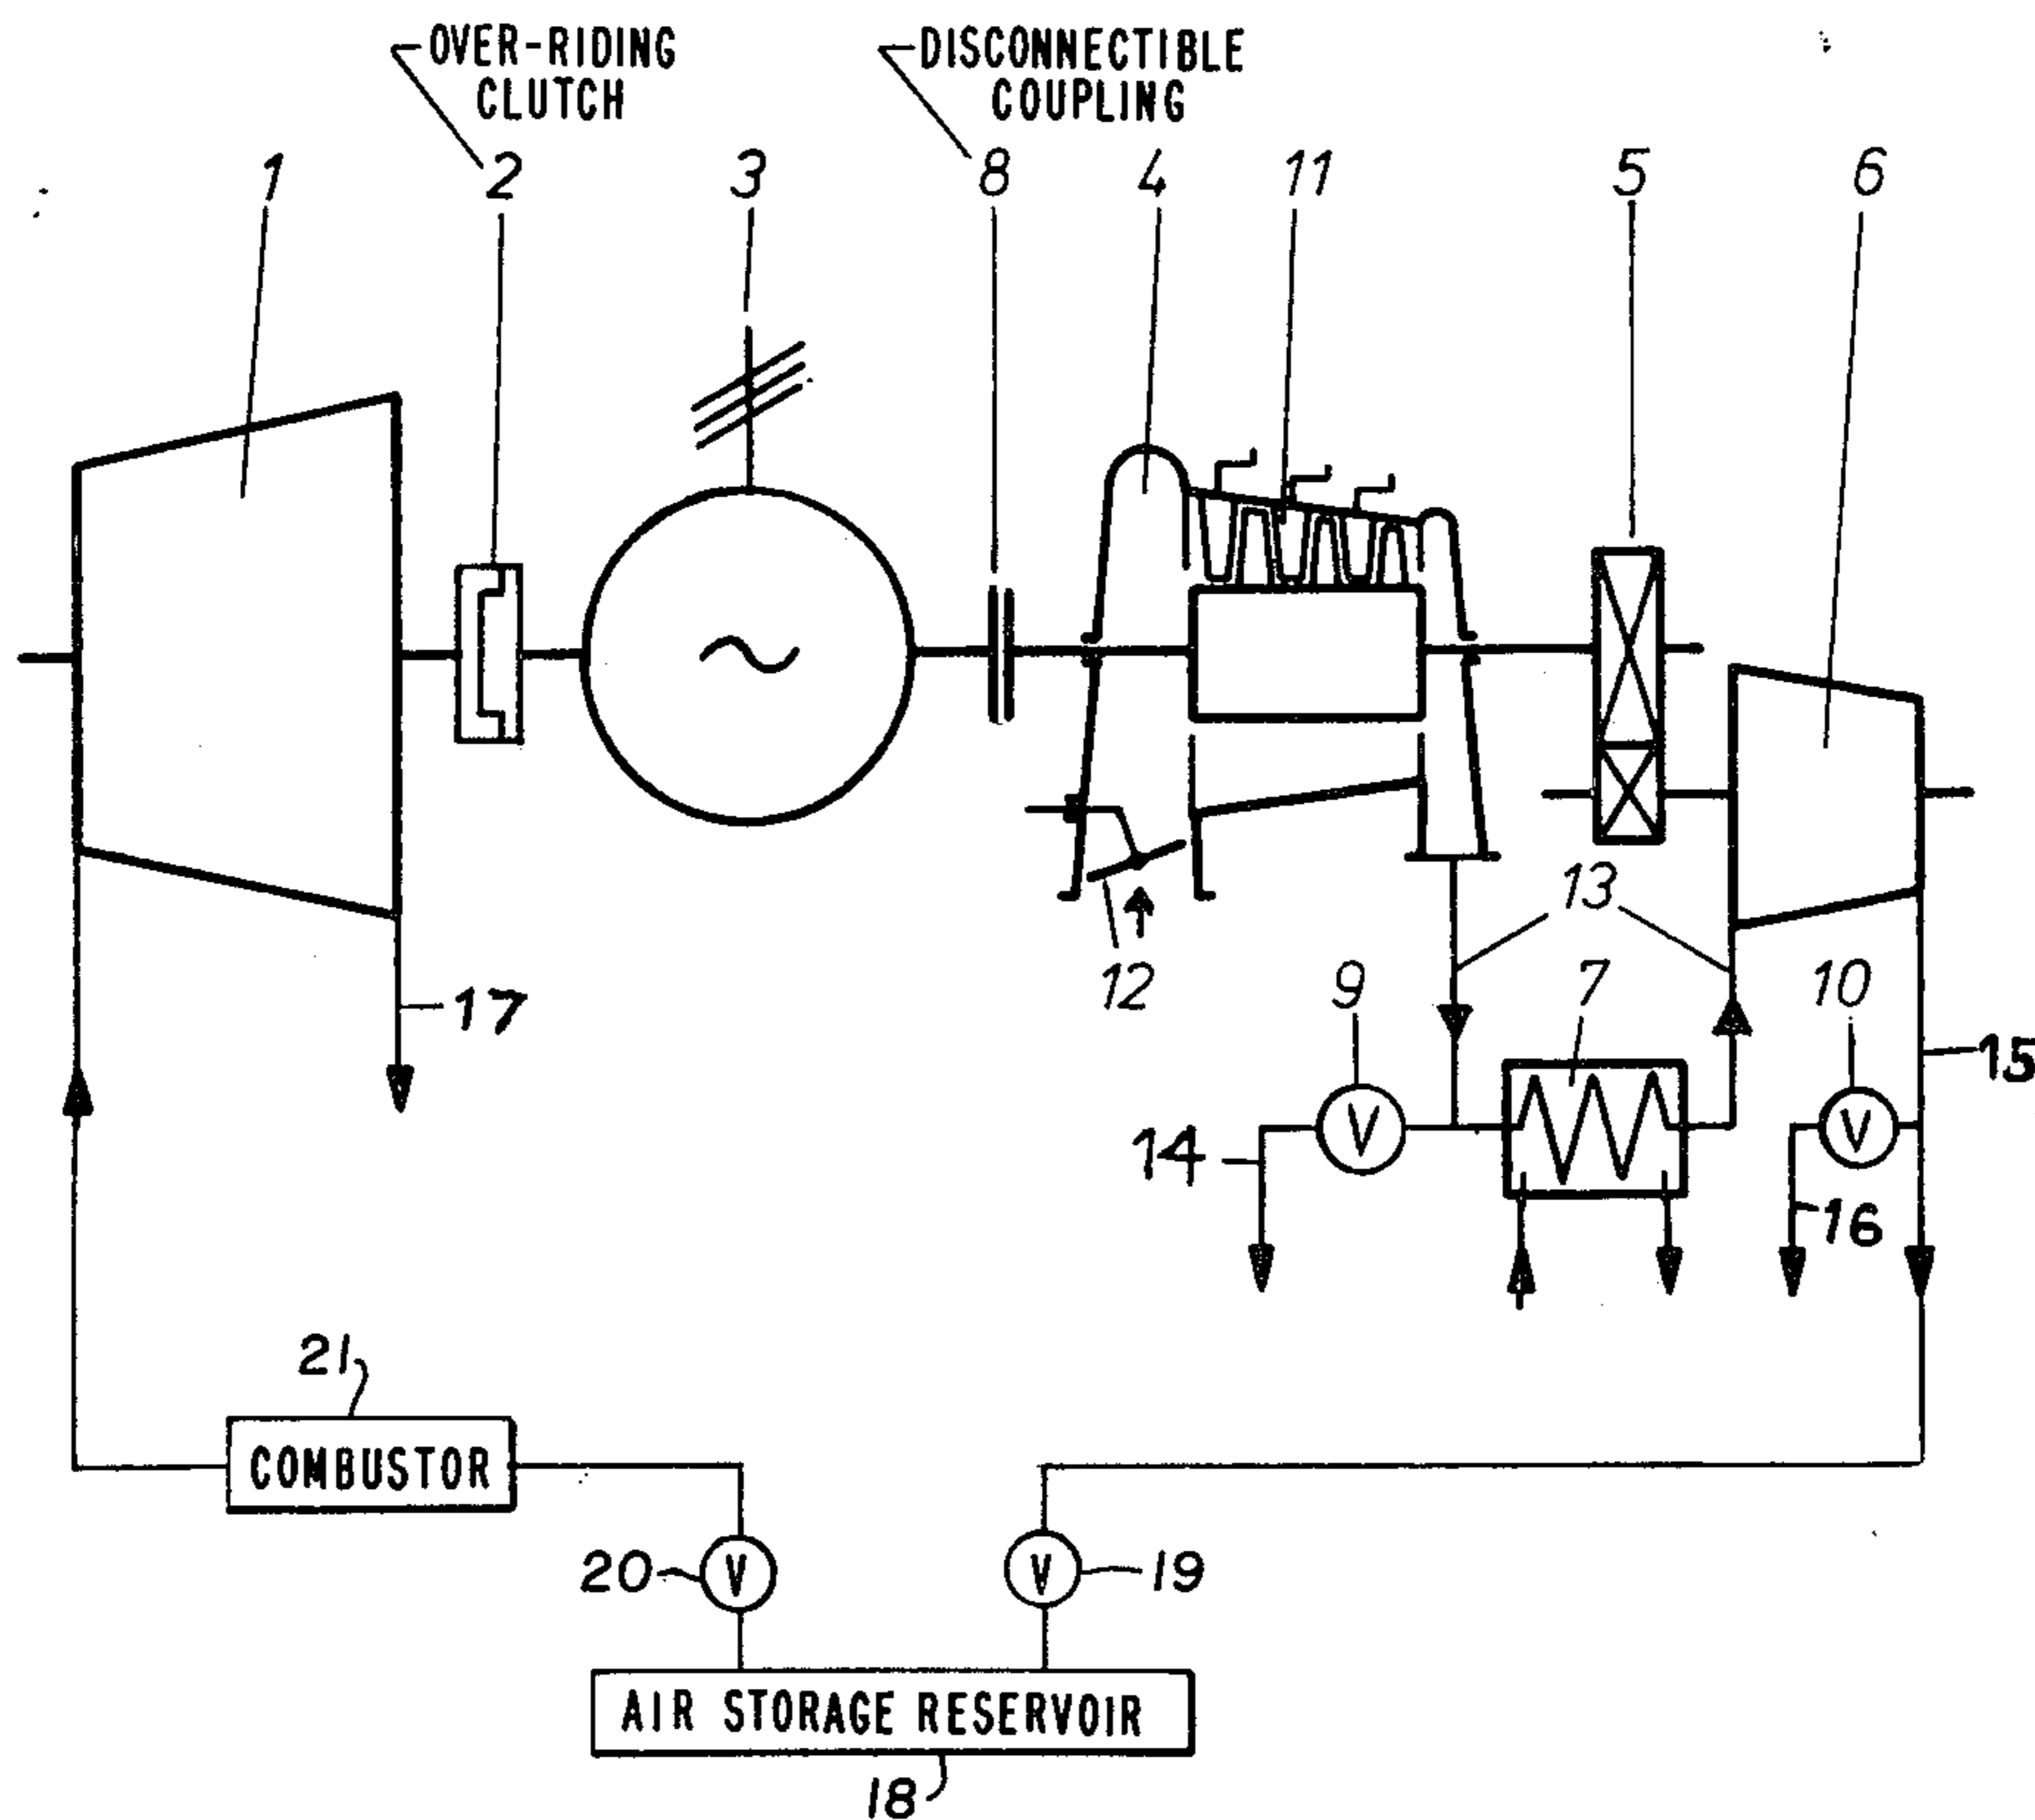 OVER-RIDING
CLUTCH
DISCONNECTIBLE
COUPLING
1
2
3
8
4
11
5
6
13
12
9
7
10
17
15
V
V
14
16
21
COMBUSTOR
20
V
V
19
AIR STORAGE RESERVOIR
18